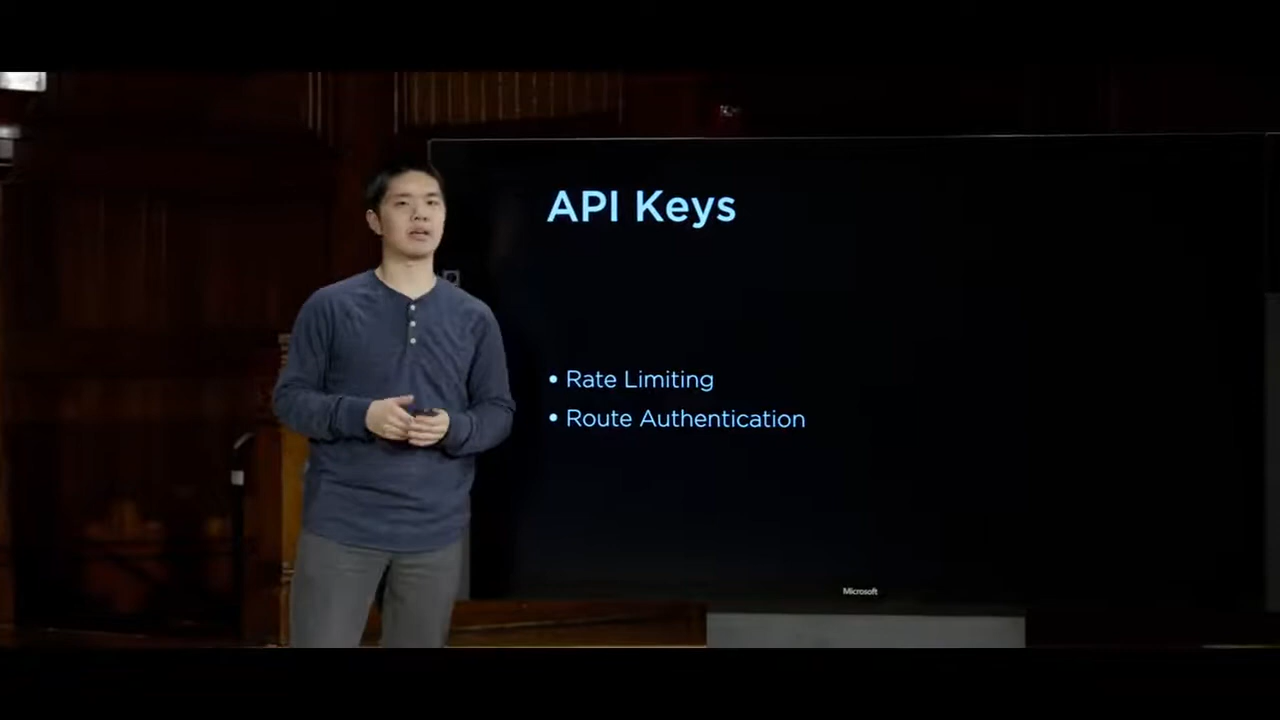 API Keys
• Rate Limiting
• Route Authentication
Microsoft